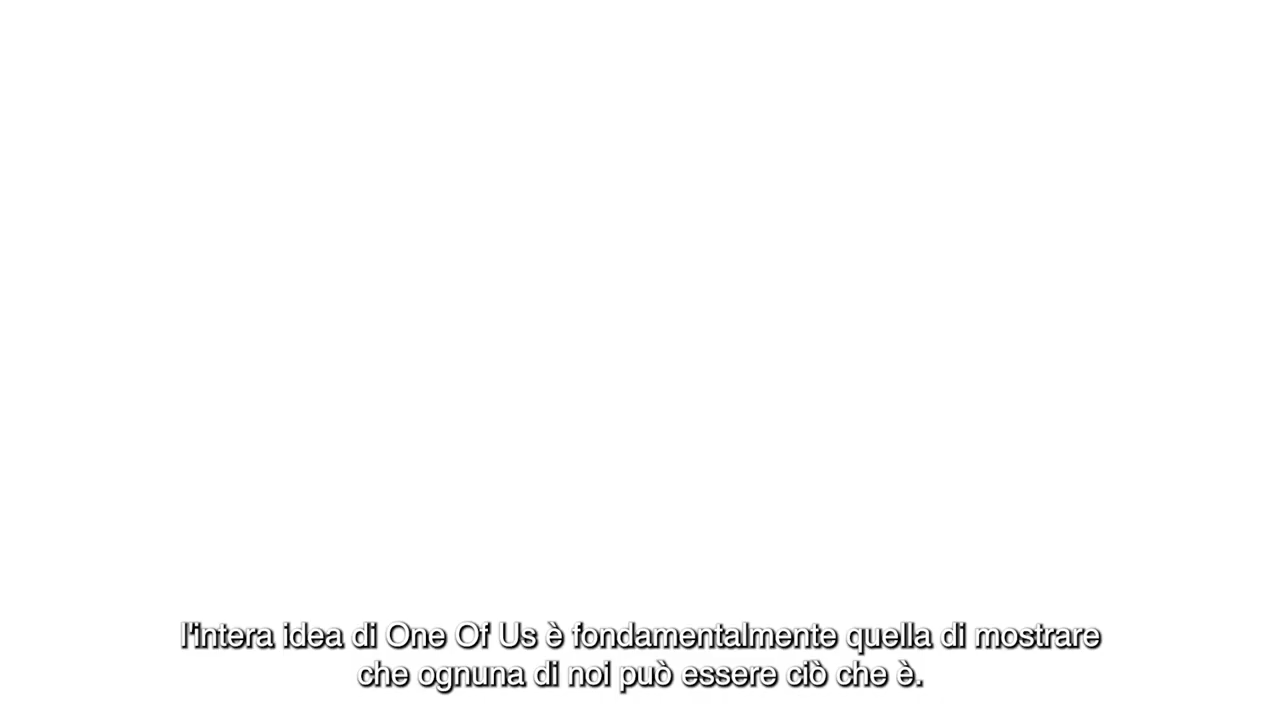 l'intera idea di One Of Us è fondamentalmente quella di mostrare
che ognuna di noi può essere ciò che è.